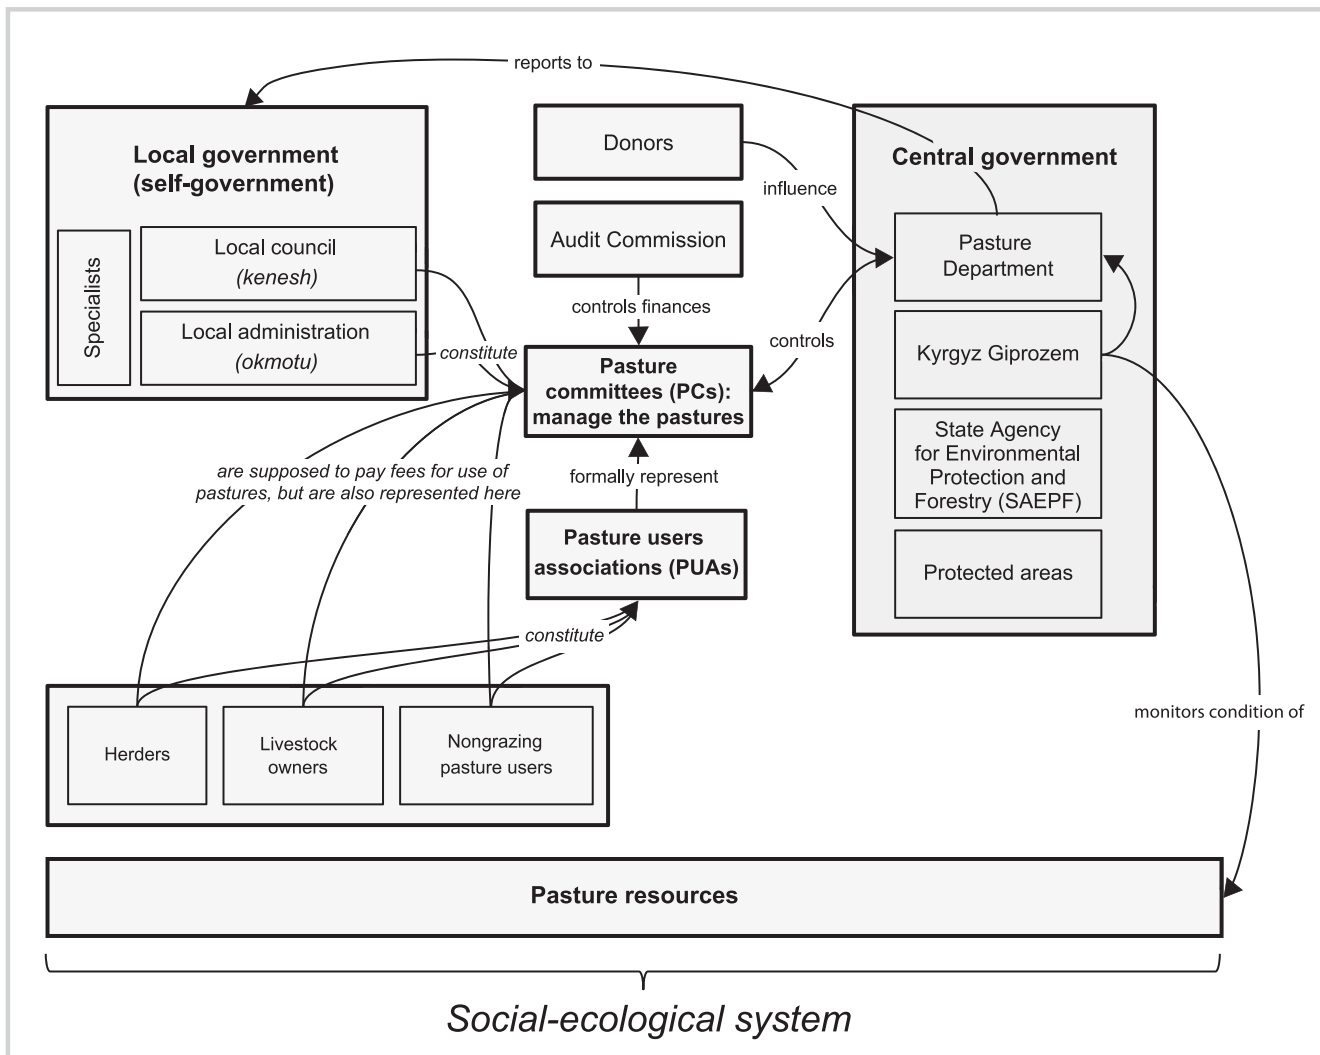 reports to
Local government
(self-government)
Specialists
Local council
(kenesh)
Local administration
(okmotu)
constitute
Donors
influence
Audit Commission
controls finances
controls
Pasture
committees (PCs):
manage the pastures
Central government
Pasture
Department
Kyrgyz Giprozem
State Agency
for Environmental
Protection and
Forestry (SAEPF)
Protected areas
are supposed to pay fees for use of
pastures, but are also represented here
formally represent
Pasture users
associations (PUAs)
constitute
Herders
Livestock
owners
Nongrazing
pasture users
monitors condition of
Pasture resources
Social-ecological system